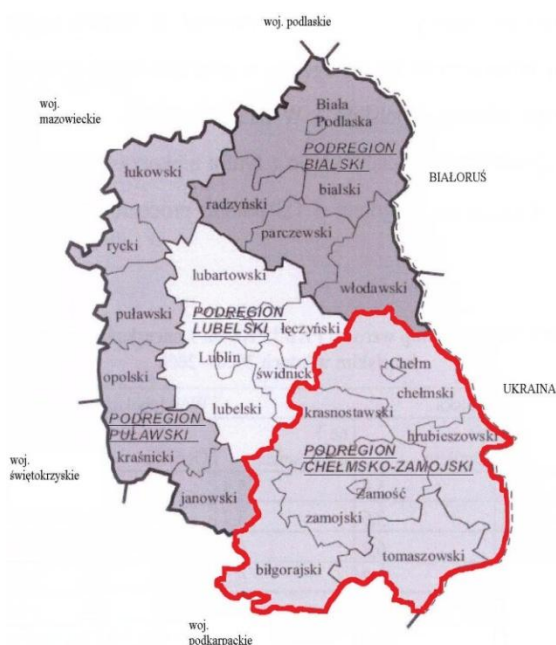 woj. podlaskie
woj.
mazowieckie
Biała
Podlaska
PODREGION
BIALSKI
BIAŁORUŚ
łukowski
bialski
radzyński
parczewski
rycki
lubartowski
włodawski
puławski
PODREGION
LUBELSKI
łęczyński
Lublin
świdnick
Chełm
chełmski
UKRAINA
opolski
lubelski
krasnostawski
hrubieszowski
PODREGION
PUŁAWSKI
kraśnicki
PODREGION
CHEŁMSKO-ZAMOJSKI
woj.
świętokrzyskie
janowski
Zamość
zamojski
tomaszowski
biłgorajski
woj.
podkarpackie